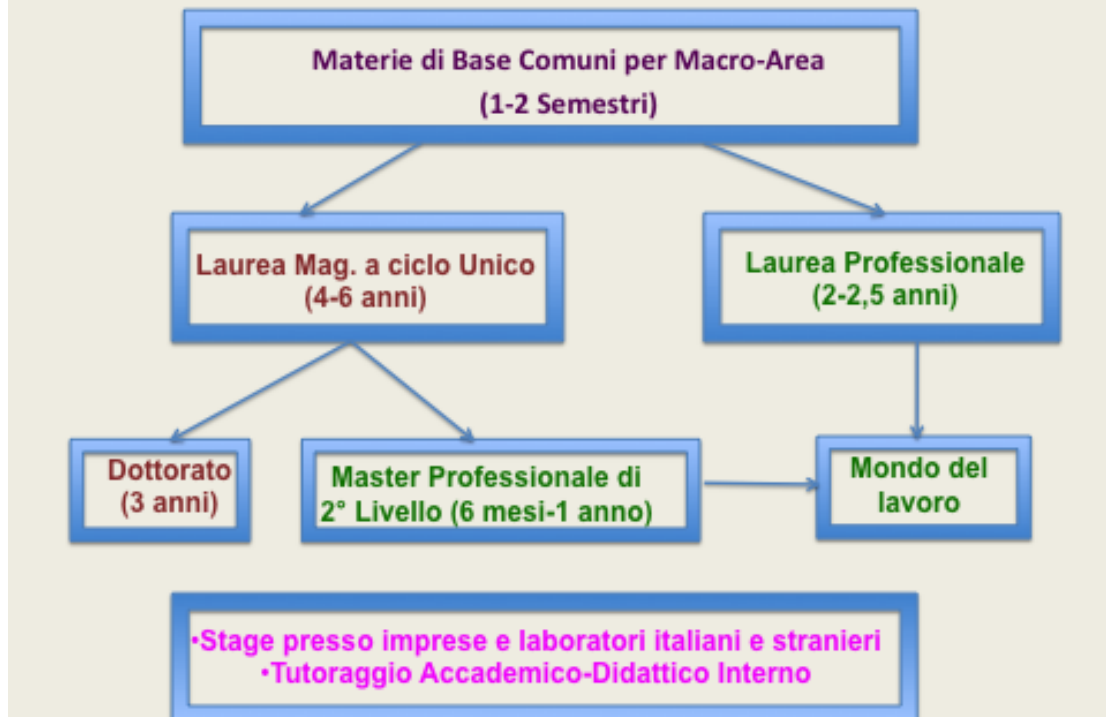 Materie di Base Comuni per Macro-Area
(1-2 Semestri)
Laurea Mag. a ciclo Unico
(4-6 anni)
Laurea Professionale
(2-2,5 anni)
Dottorato
(3 anni)
Master Professionale di
2° Livello (6 mesi-1 anno)
Mondo del
lavoro
•Stage presso imprese e laboratori italiani e stranieri
•Tutoraggio Accademico-Didattico Interno